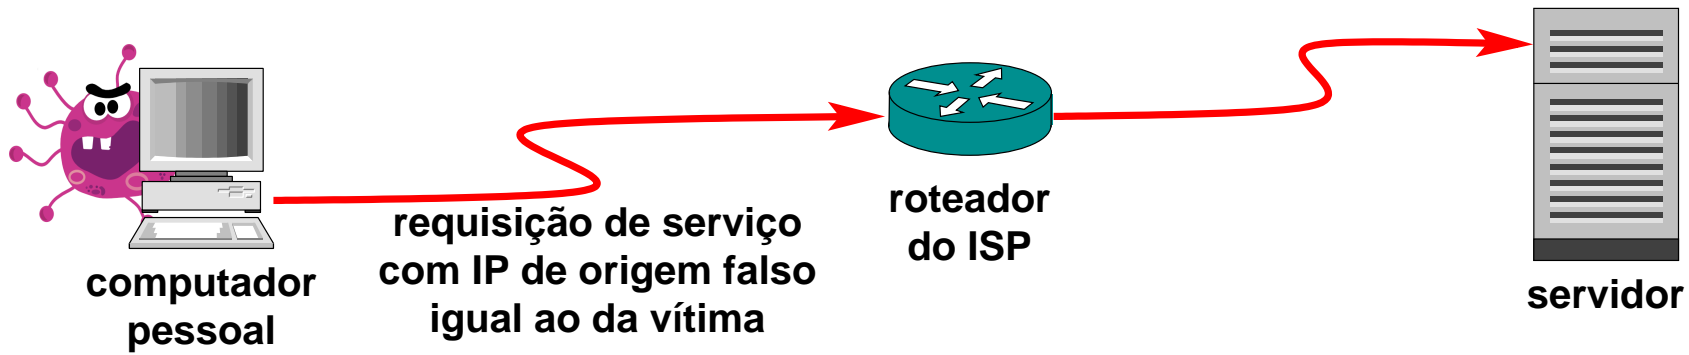 computador
pessoal
requisição de serviço
com IP de origem falso
igual ao da vítima
roteador
do ISP
servidor